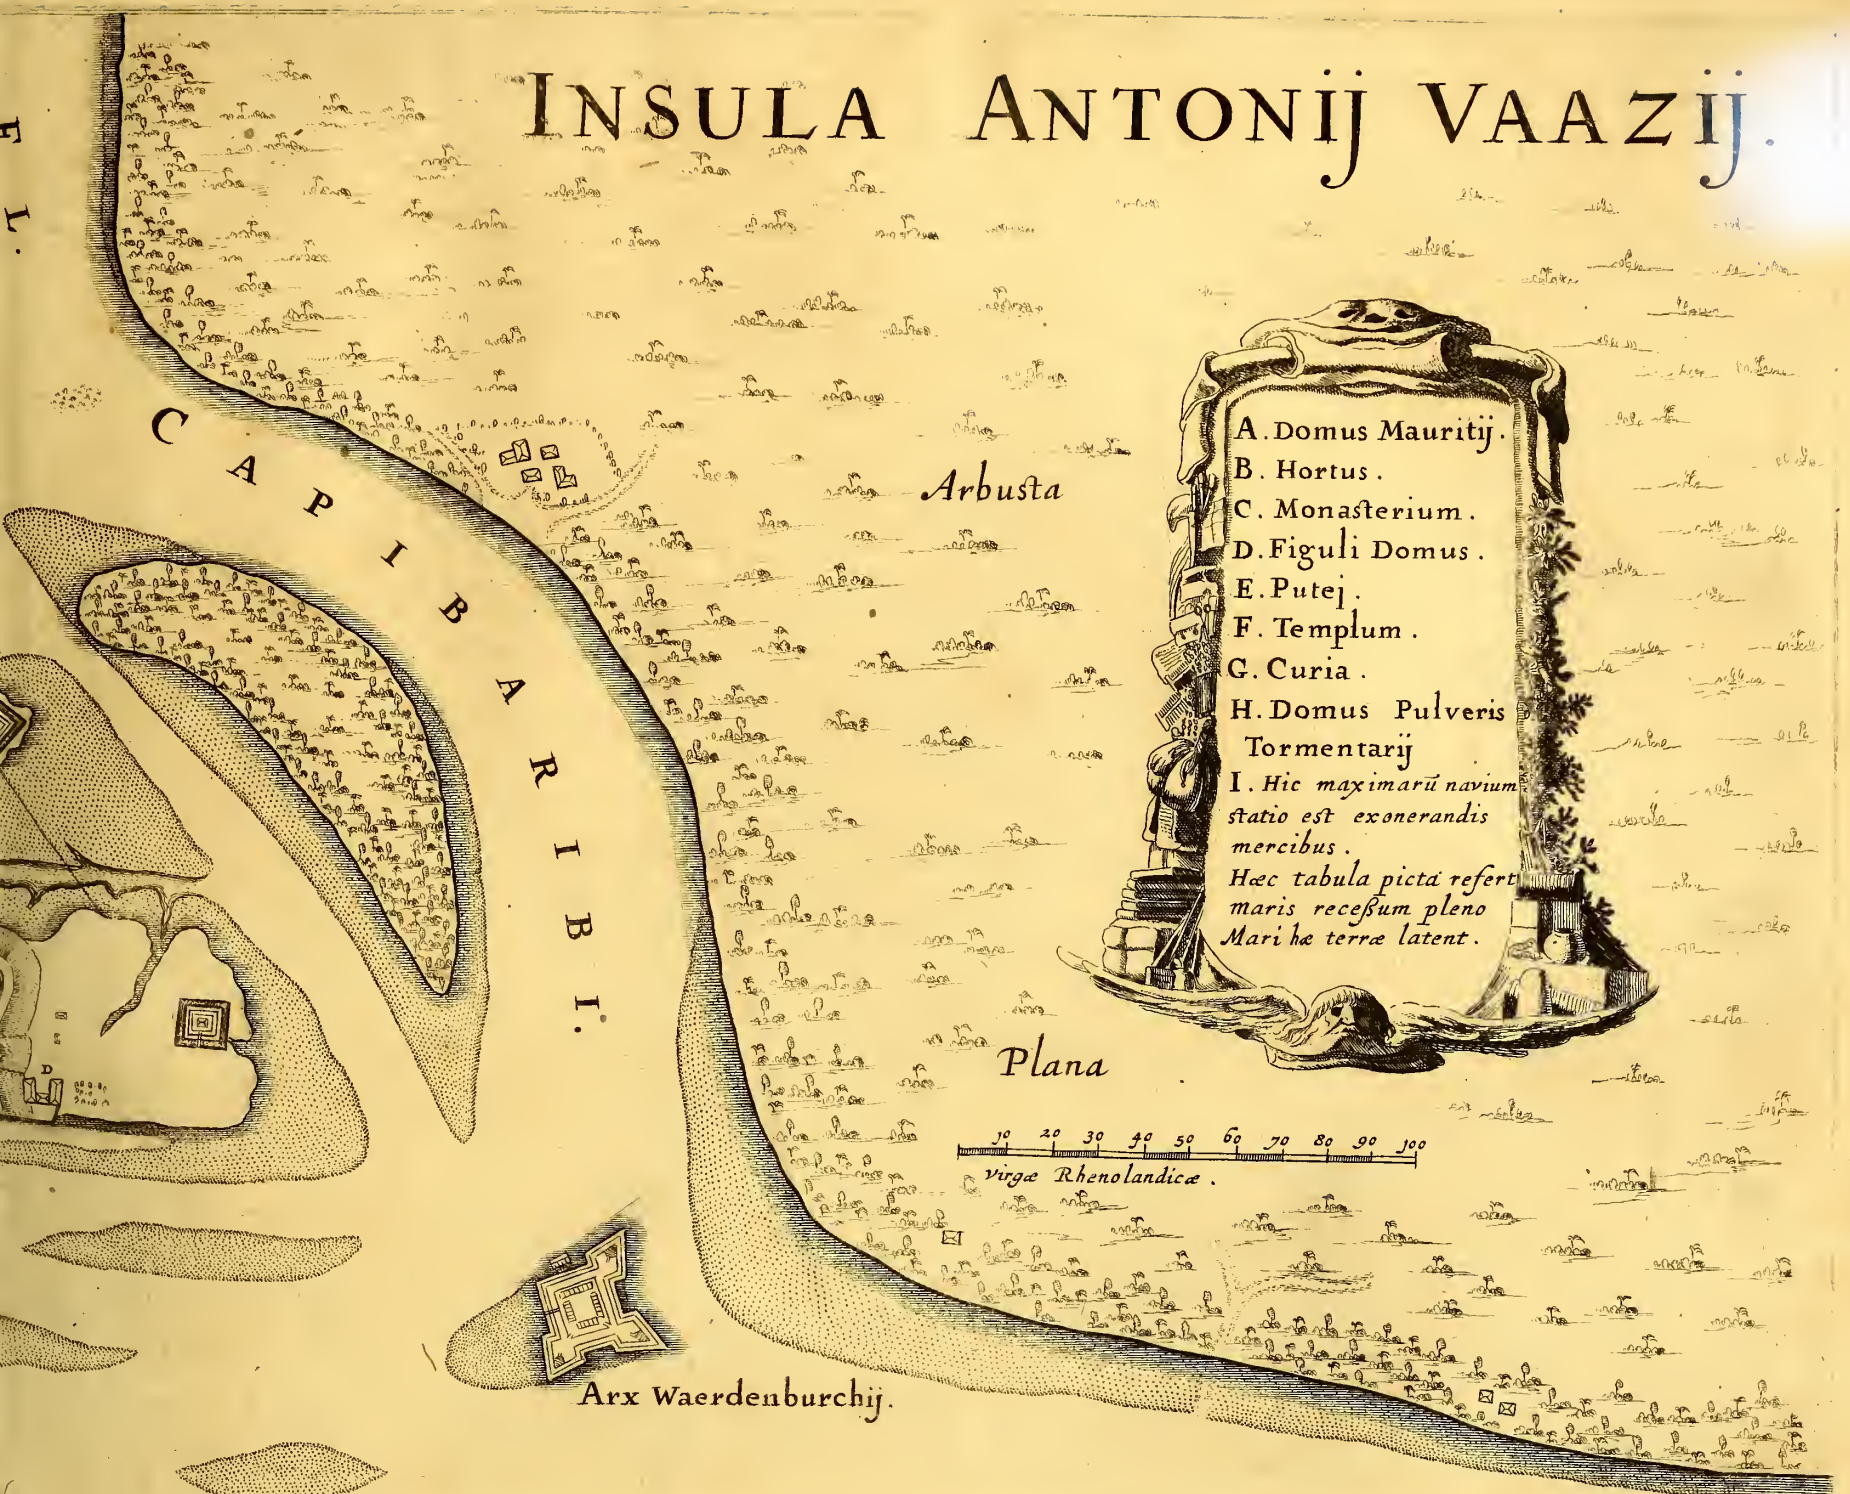 INSULA ANTONIJ VAAZIJ.
F L.
CAPIBARIBI.
Arbusta
A. Domus Mauritij.
B. Hortus.
C. Monasterium.
D. Figuli Domus.
E. Putej.
F. Templum.
G. Curia.
H. Domus Pulveris
Tormentarij
I. Hic maximarū navium
statio est exonerandis
mercibus.
Hæc tabula picta refert
maris receßum pleno
Mari hæ terræ latent.
Plana
10 20 30 40 50 60 70 80 90 100
virgæ Rhenolandicæ.
D
Arx Waerdenburchij.